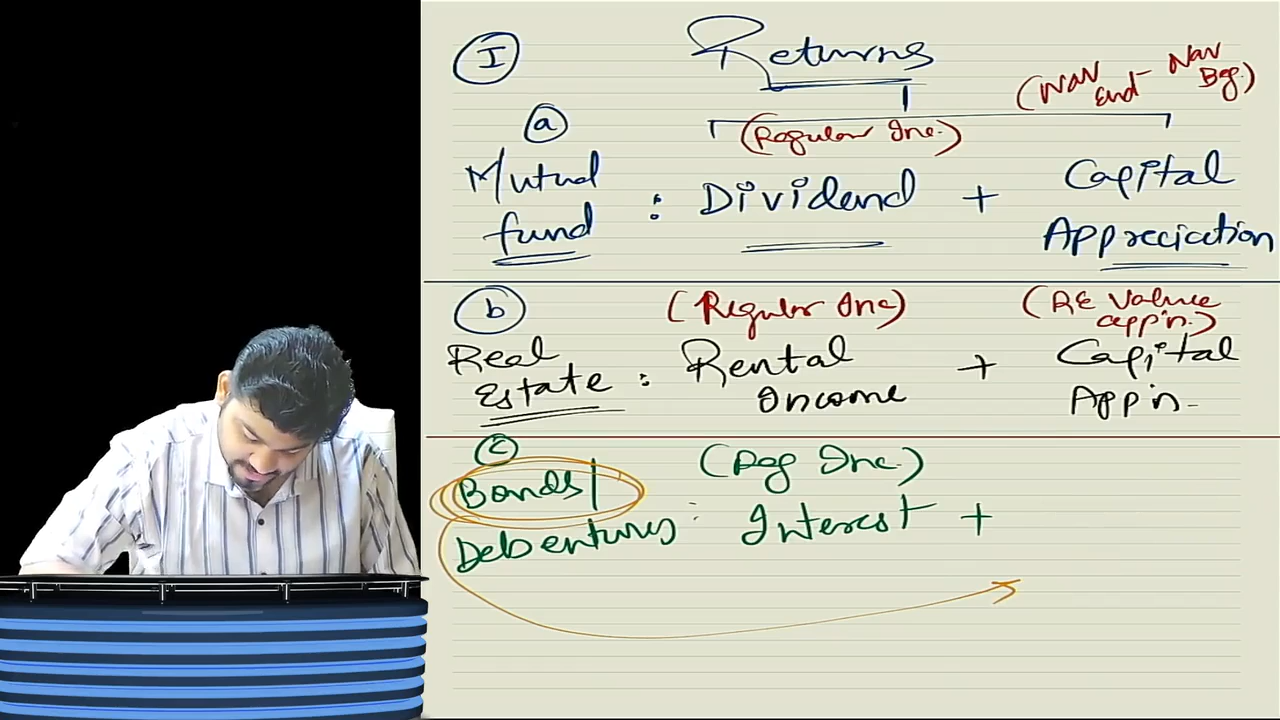 I Returns
(NAV End - Nav Beg.)
a (Regular Inc.)
Mutual fund : Dividend + Capital Appreciation
b (Regular Inc) (RE Value app'n.)
Real Estate : Rental Income + Capital App'n.
c (Reg Inc.)
Bonds/
Debentures : Interest +